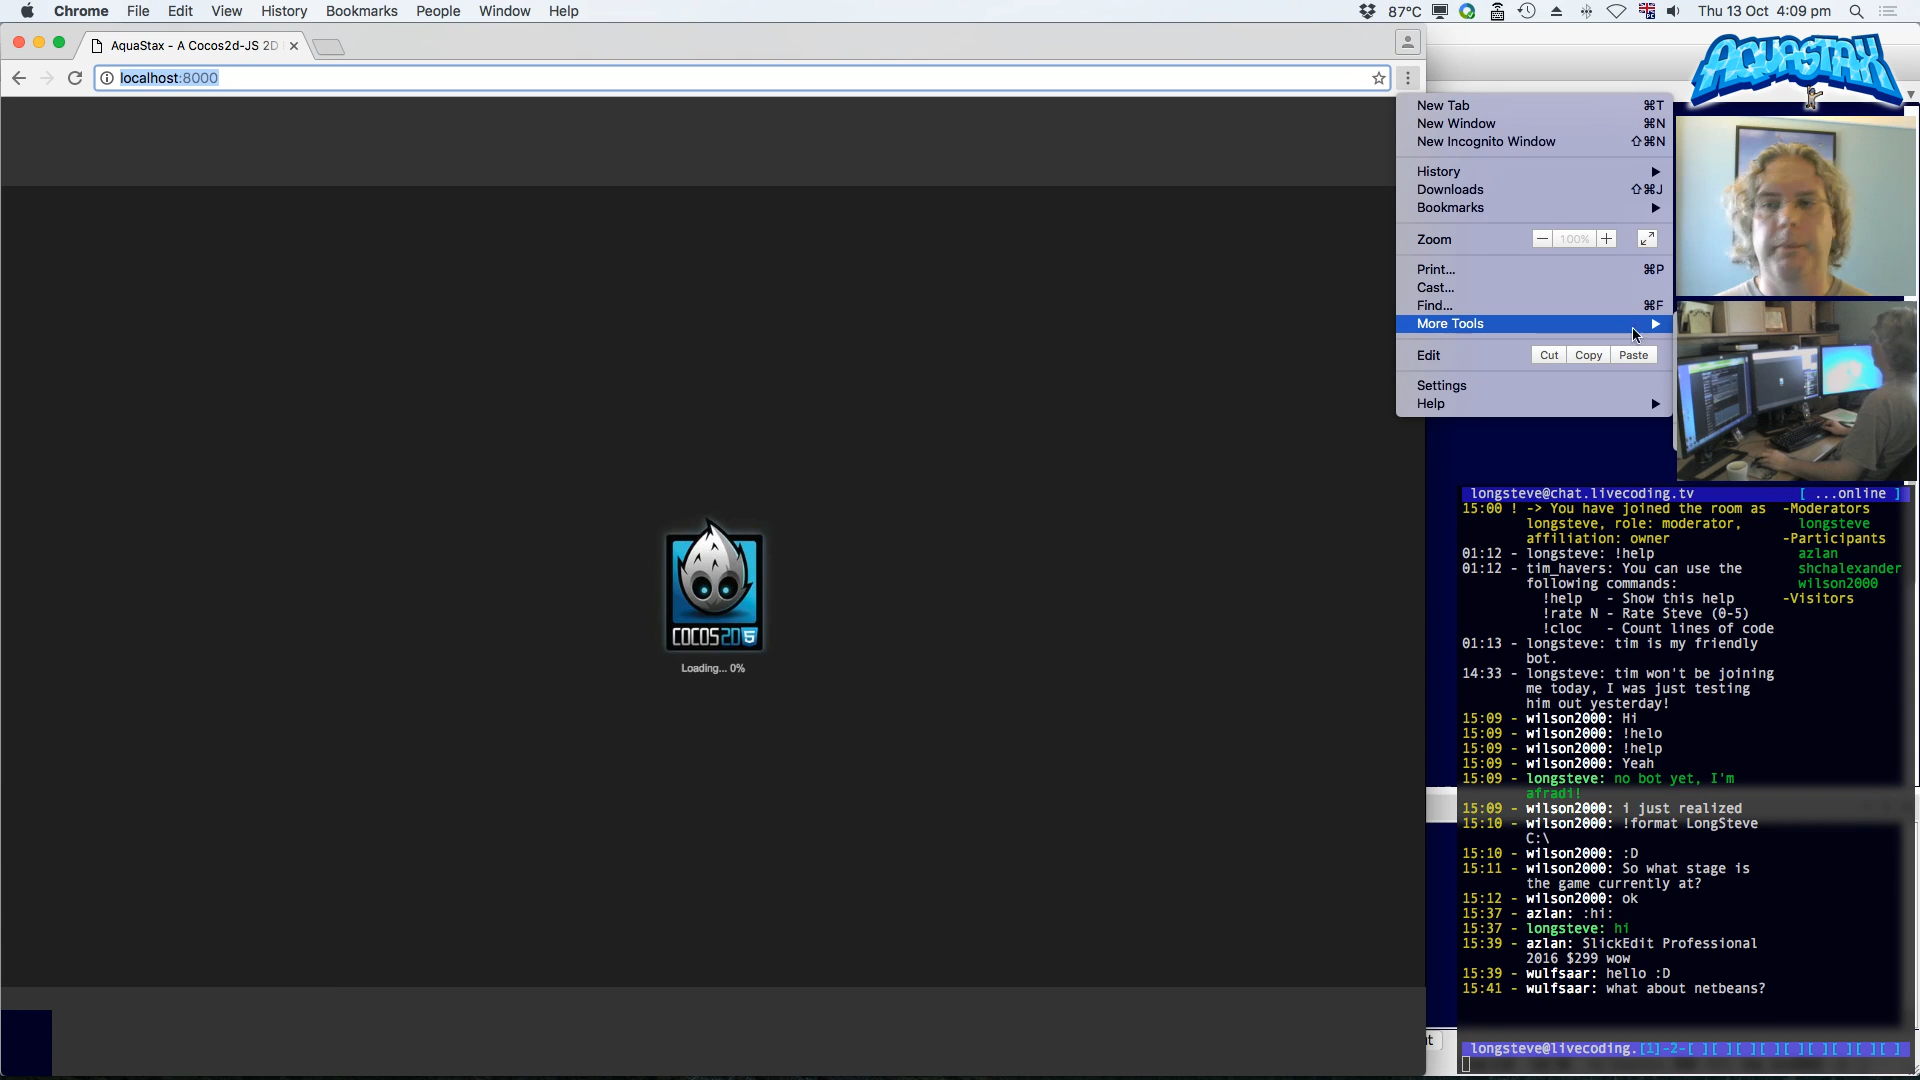 Chrome File Edit View History Bookmarks People Window Help
87°C Thu 13 Oct 4:09 pm
AquaStax - A Cocos2d-JS 2D
localhost:8000
AQUASTAX
New Tab ⌘T
New Window ⌘N
New Incognito Window ⇧⌘N
History
Downloads ⇧⌘J
Bookmarks
Zoom 100%
Print... ⌘P
Cast...
Find... ⌘F
More Tools
Edit Cut Copy Paste
Settings
Help
COCOS2D 5
Loading... 0%
longsteve@chat.livecoding.tv [ ...online ]
15:00 ! -> You have joined the room as -Moderators
longsteve, role: moderator, longsteve
affiliation: owner -Participants
01:12 - longsteve: !help azlan
01:12 - tim_havers: You can use the shchalexander
following commands: wilson2000
!help - Show this help -Visitors
!rate N - Rate Steve (0-5)
!cloc - Count lines of code
01:13 - longsteve: tim is my friendly
bot.
14:33 - longsteve: tim won't be joining
me today, I was just testing
him out yesterday!
15:09 - wilson2000: Hi
15:09 - wilson2000: !helo
15:09 - wilson2000: !help
15:09 - wilson2000: Yeah
15:09 - longsteve: no bot yet, I'm
afradi!
15:09 - wilson2000: i just realized
15:10 - wilson2000: !format LongSteve
C:\
15:10 - wilson2000: :D
15:11 - wilson2000: So what stage is
the game currently at?
15:12 - wilson2000: ok
15:37 - azlan: :hi:
15:37 - longsteve: hi
15:39 - azlan: SlickEdit Professional
2016 $299 wow
15:39 - wulfsaar: hello :D
15:41 - wulfsaar: what about netbeans?
longsteve@livecoding.[1]-2-[ ][ ][ ][ ][ ][ ][ ][ ][ ]